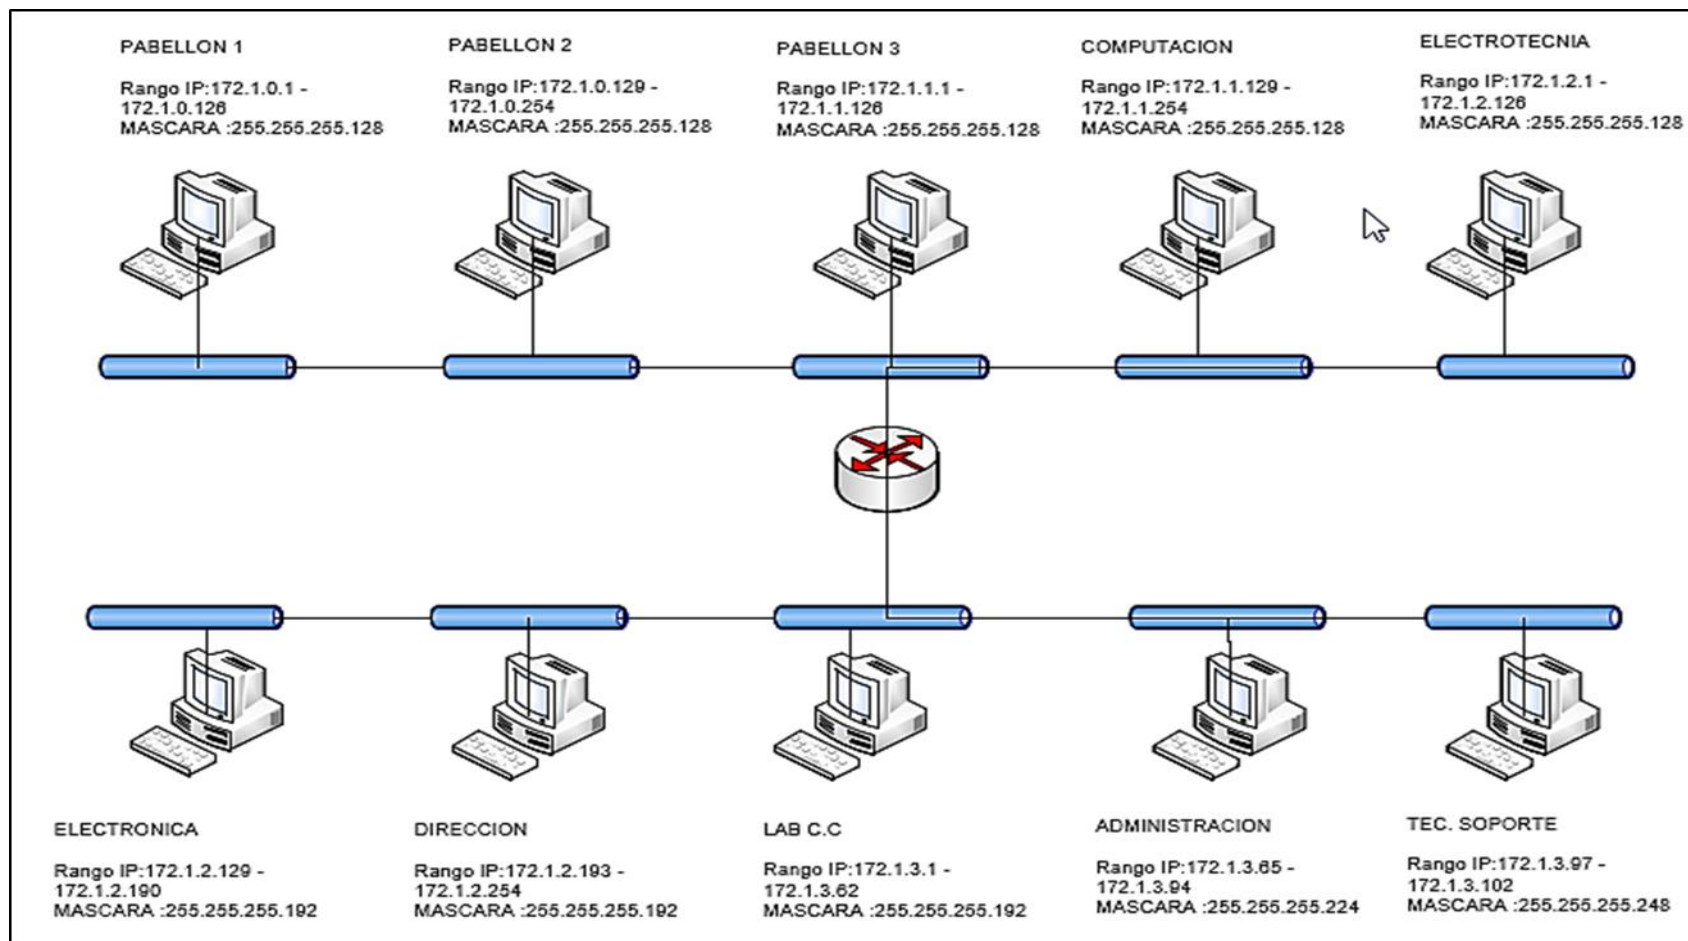 PABELLON 1
Rango IP:172.1.0.1 -
172.1.0.126
MASCARA :255.255.255.128
PABELLON 2
Rango IP:172.1.0.129 -
172.1.0.254
MASCARA :255.255.255.128
PABELLON 3
Rango IP:172.1.1.1 -
172.1.1.126
MASCARA :255.255.255.128
COMPUTACION
Rango IP:172.1.1.129 -
172.1.1.254
MASCARA :255.255.255.128
ELECTROTECNIA
Rango IP:172.1.2.1 -
172.1.2.126
MASCARA :255.255.255.128
ELECTRONICA
Rango IP:172.1.2.129 -
172.1.2.190
MASCARA :255.255.255.192
DIRECCION
Rango IP:172.1.2.193 -
172.1.2.254
MASCARA :255.255.255.192
LAB C.C
Rango IP:172.1.3.1 -
172.1.3.62
MASCARA :255.255.255.192
ADMINISTRACION
Rango IP:172.1.3.65 -
172.1.3.94
MASCARA :255.255.255.224
TEC. SOPORTE
Rango IP:172.1.3.97 -
172.1.3.102
MASCARA :255.255.255.248